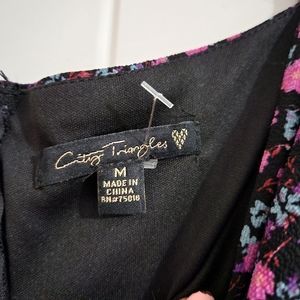 City Triangles
M
MADE IN
CHINA
RN#75016